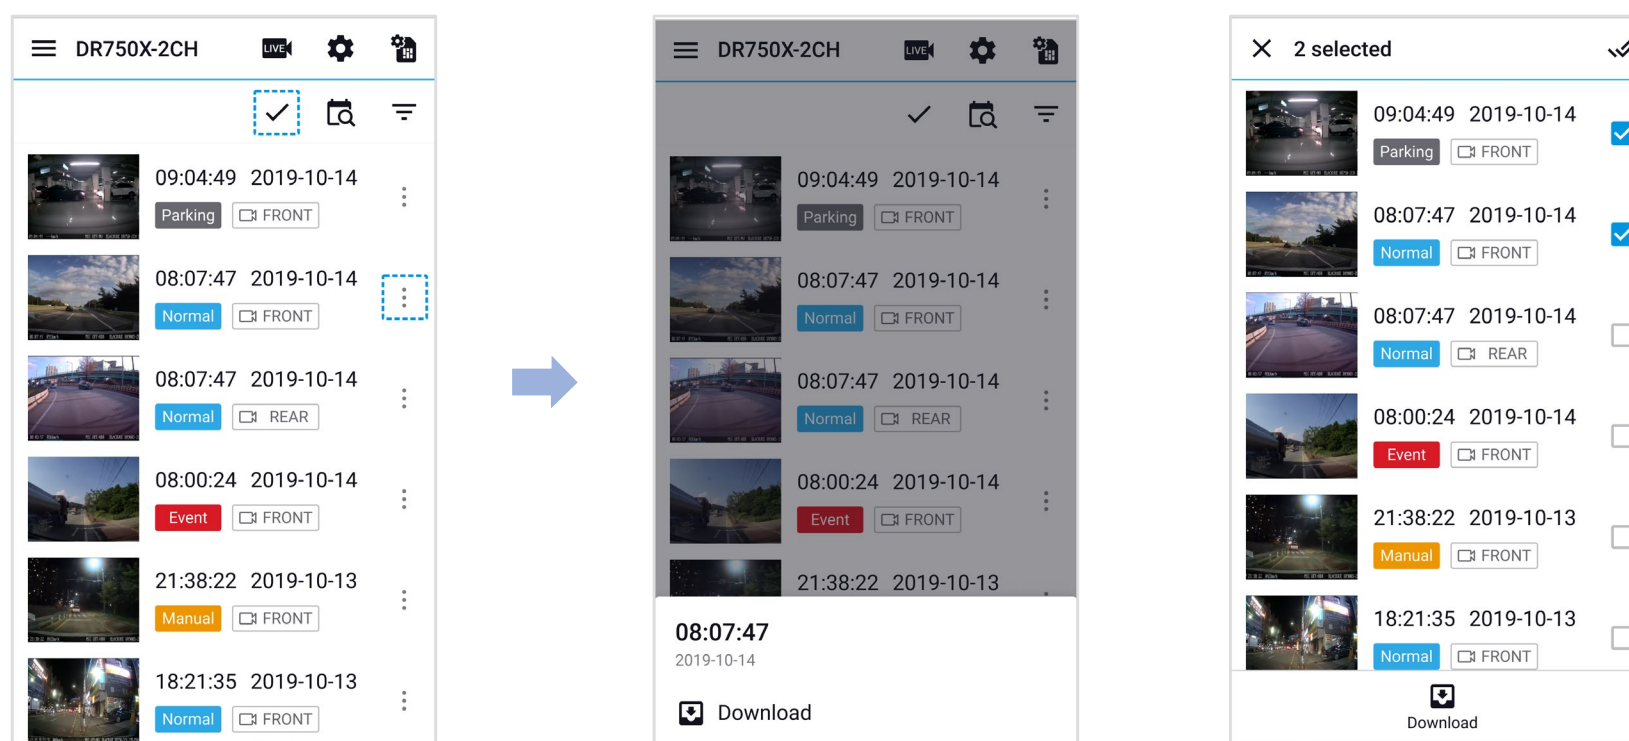 DR750X-2CH LIVE
09:04:49 2019-10-14
Parking FRONT
08:07:47 2019-10-14
Normal FRONT
08:07:47 2019-10-14
Normal REAR
08:00:24 2019-10-14
Event FRONT
21:38:22 2019-10-13
Manual FRONT
18:21:35 2019-10-13
Normal FRONT
DR750X-2CH LIVE
09:04:49 2019-10-14
Parking FRONT
08:07:47 2019-10-14
Normal FRONT
08:07:47 2019-10-14
Normal REAR
08:00:24 2019-10-14
Event FRONT
21:38:22 2019-10-13
08:07:47
2019-10-14
Download
2 selected
09:04:49 2019-10-14
Parking FRONT
08:07:47 2019-10-14
Normal FRONT
08:07:47 2019-10-14
Normal REAR
08:00:24 2019-10-14
Event FRONT
21:38:22 2019-10-13
Manual FRONT
18:21:35 2019-10-13
Normal FRONT
Download